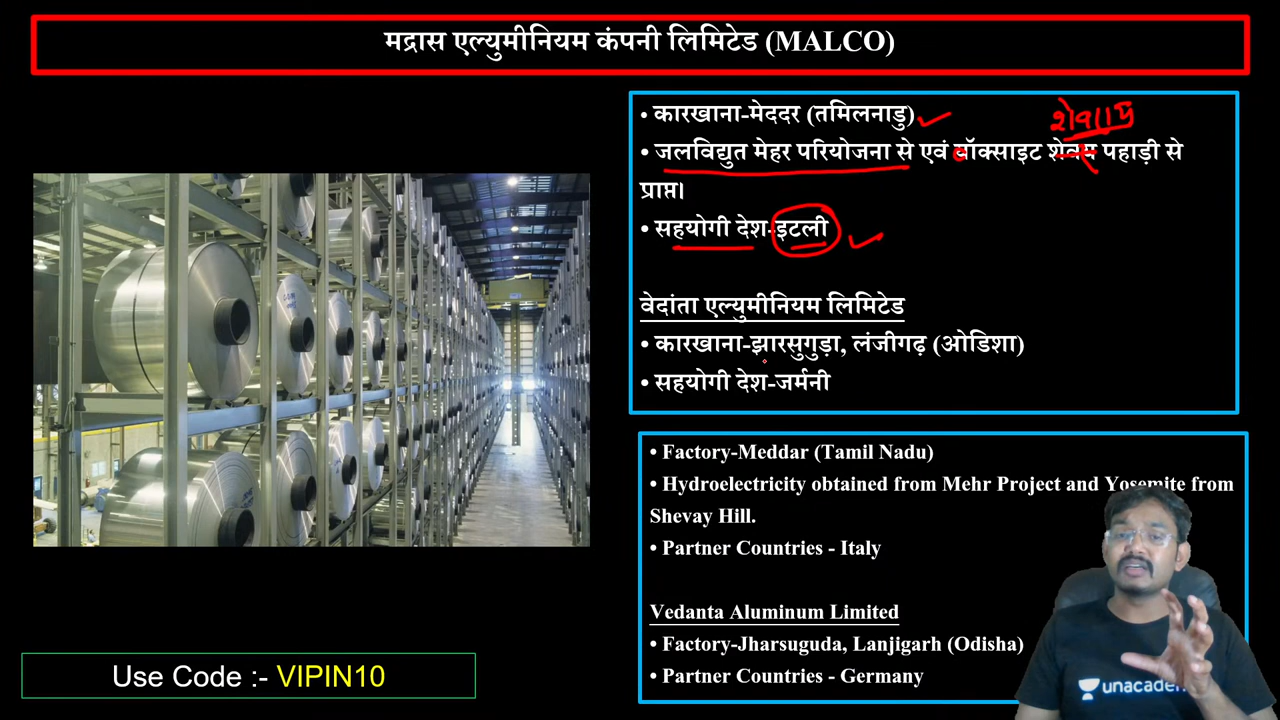 मद्रास एल्युमीनियम कंपनी लिमिटेड (MALCO)
• कारखाना-मेददर (तमिलनाडु)
• जलविद्युत मेहर परियोजना से एवं बॉक्साइट शेवस पहाड़ी से
प्राप्त।
• सहयोगी देश-इटली
वेदांता एल्युमीनियम लिमिटेड
• कारखाना-झारसुगुड़ा, लंजीगढ़ (ओडिशा)
• सहयोगी देश-जर्मनी
• Factory-Meddar (Tamil Nadu)
• Hydroelectricity obtained from Mehr Project and Yosemite from
Shevay Hill.
• Partner Countries - Italy
Vedanta Aluminum Limited
• Factory-Jharsuguda, Lanjigarh (Odisha)
• Partner Countries - Germany
Use Code :- VIPIN10